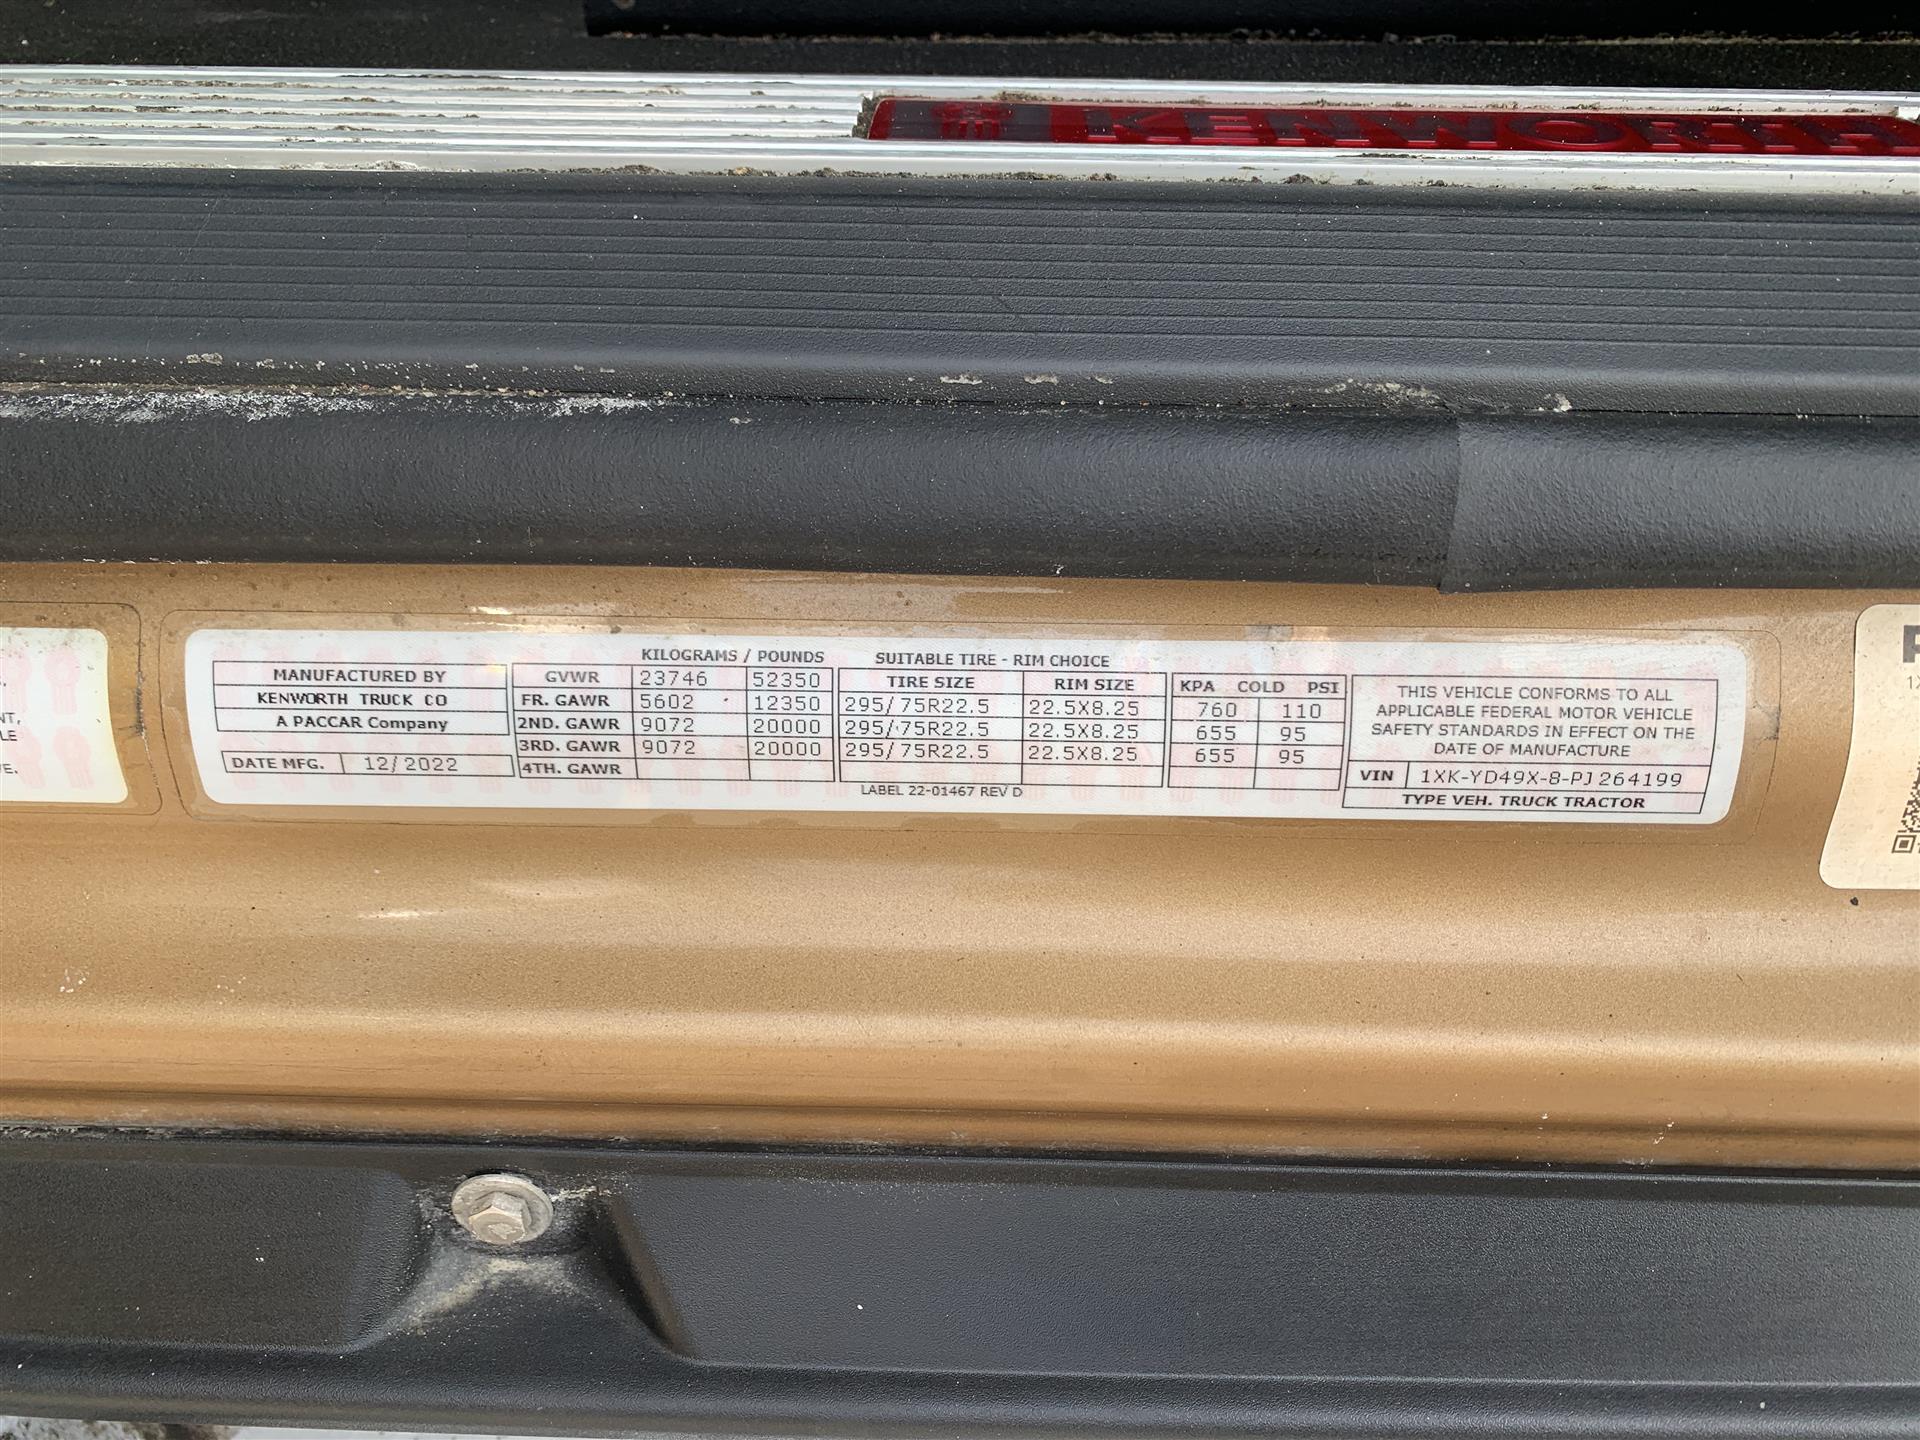 KENWORTH
NT,
LE
VE.
KILOGRAMS / POUNDS SUITABLE TIRE - RIM CHOICE
MANUFACTURED BY
KENWORTH TRUCK CO
A PACCAR Company
DATE MFG. 12/2022
GVWR 23746 52350 TIRE SIZE RIM SIZE KPA COLD PSI
FR. GAWR 5602 12350 295/75R22.5 22.5X8.25 760 110
2ND. GAWR 9072 20000 295/75R22.5 22.5X8.25 655 95
3RD. GAWR 9072 20000 295/75R22.5 22.5X8.25 655 95
4TH. GAWR
LABEL 22-01467 REV D
THIS VEHICLE CONFORMS TO ALL
APPLICABLE FEDERAL MOTOR VEHICLE
SAFETY STANDARDS IN EFFECT ON THE
DATE OF MANUFACTURE
VIN 1XK-YD49X-8-PJ264199
TYPE VEH. TRUCK TRACTOR